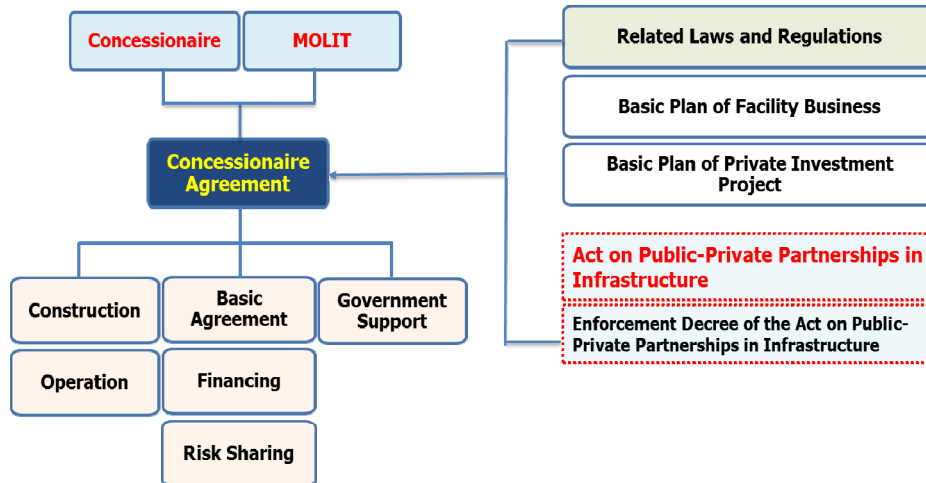 Concessionaire
MOLIT
Concessionaire
Agreement
Construction
Basic
Agreement
Government
Support
Operation
Financing
Risk Sharing
Related Laws and Regulations
Basic Plan of Facility Business
Basic Plan of Private Investment
Project
Act on Public-Private Partnerships in
Infrastructure
Enforcement Decree of the Act on Public-
Private Partnerships in Infrastructure